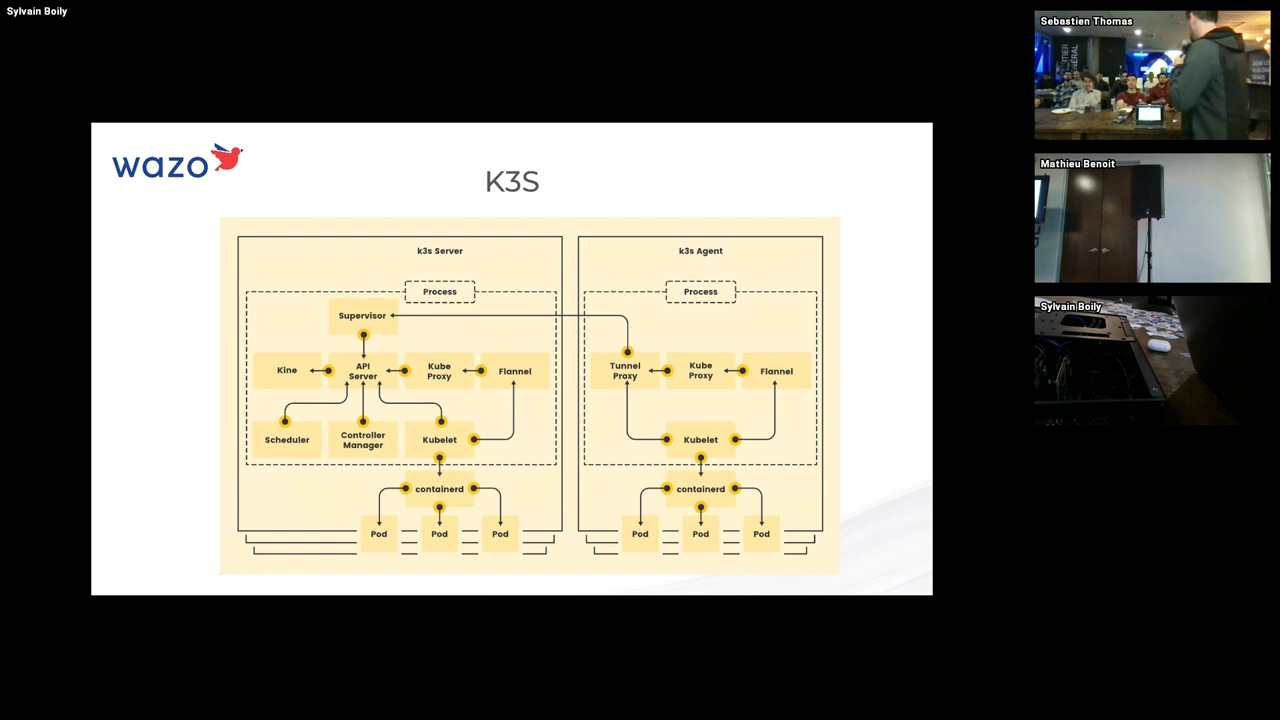 Sylvain Boily
wazo
K3S
k3s Server
Process
Supervisor
Kine
API
Server
Kube
Proxy
Flannel
Scheduler
Controller
Manager
Kubelet
containerd
Pod
Pod
Pod
k3s Agent
Process
Tunnel
Proxy
Kube
Proxy
Flannel
Kubelet
containerd
Pod
Pod
Pod
Sebastien Thomas
Mathieu Benoit
Sylvain Boily